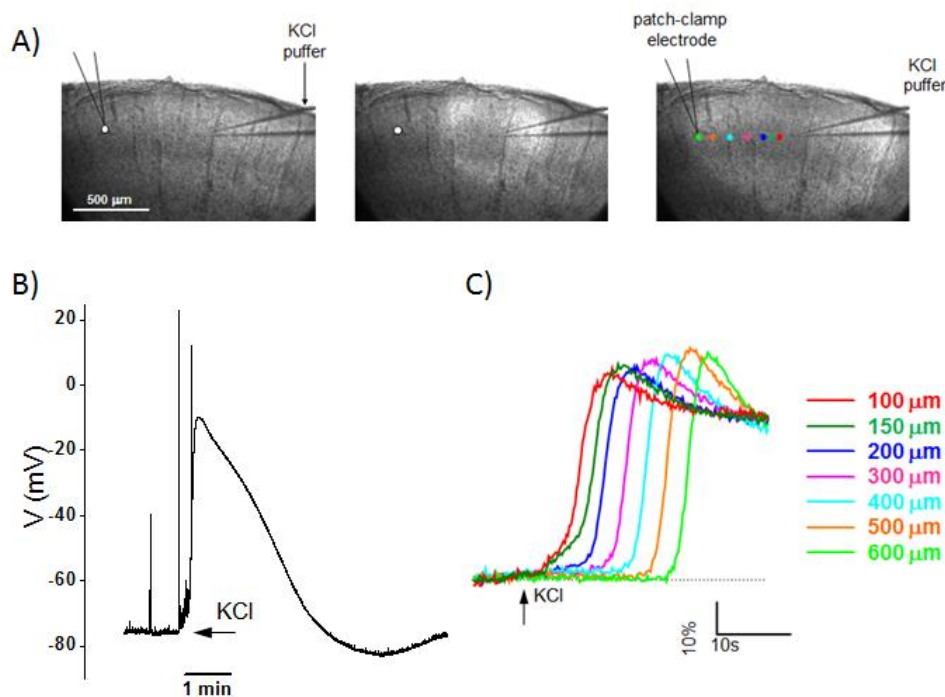 A)
KCl
puffer
500 μm
patch-clamp
electrode
KCl
puffer
B)
V (mV)
20
0
-20
-40
-60
-80
KCl
1 min
C)
KCl
10%
10s
100 μm
150 μm
200 μm
300 μm
400 μm
500 μm
600 μm